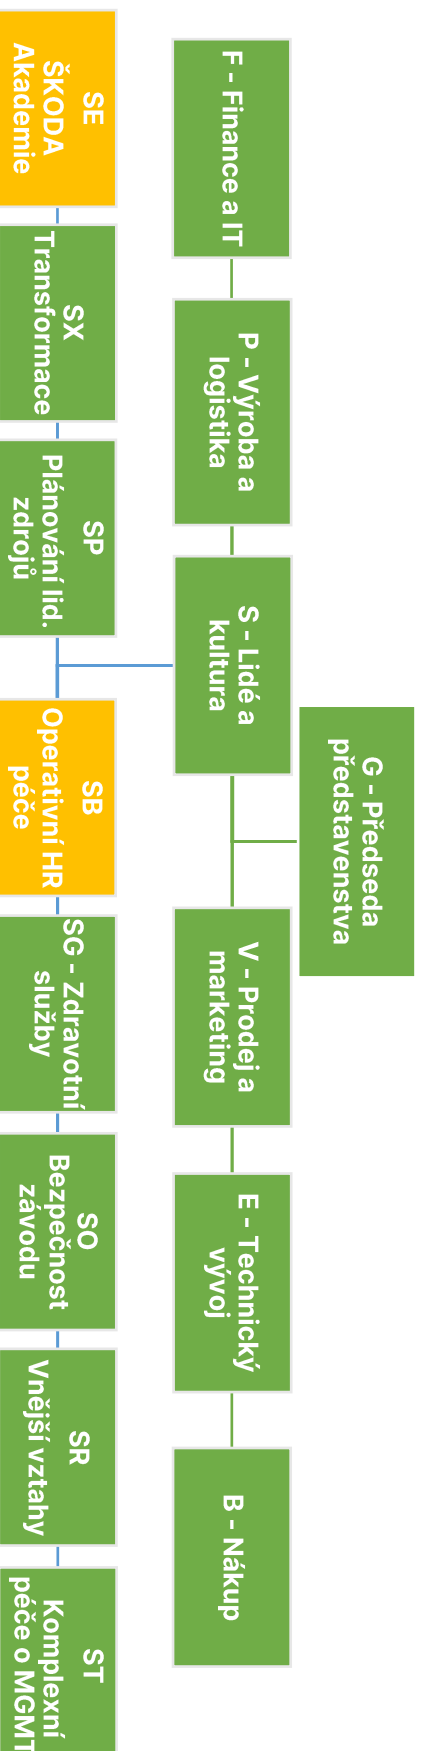 G - Předseda
představenstva
F - Finance a IT
P - Výroba a
logistika
S - Lidé a
kultura
V - Prodej a
marketing
E - Technický
vývoj
B - Nákup
SE
ŠKODA
Akademie
SX
Transformace
SP
Plánování lid.
zdrojů
SB
Operativní HR
péče
SG - Zdravotní
služby
SO
Bezpečnost
závodu
SR
Vnější vztahy
ST
Komplexní
péče o MGMT